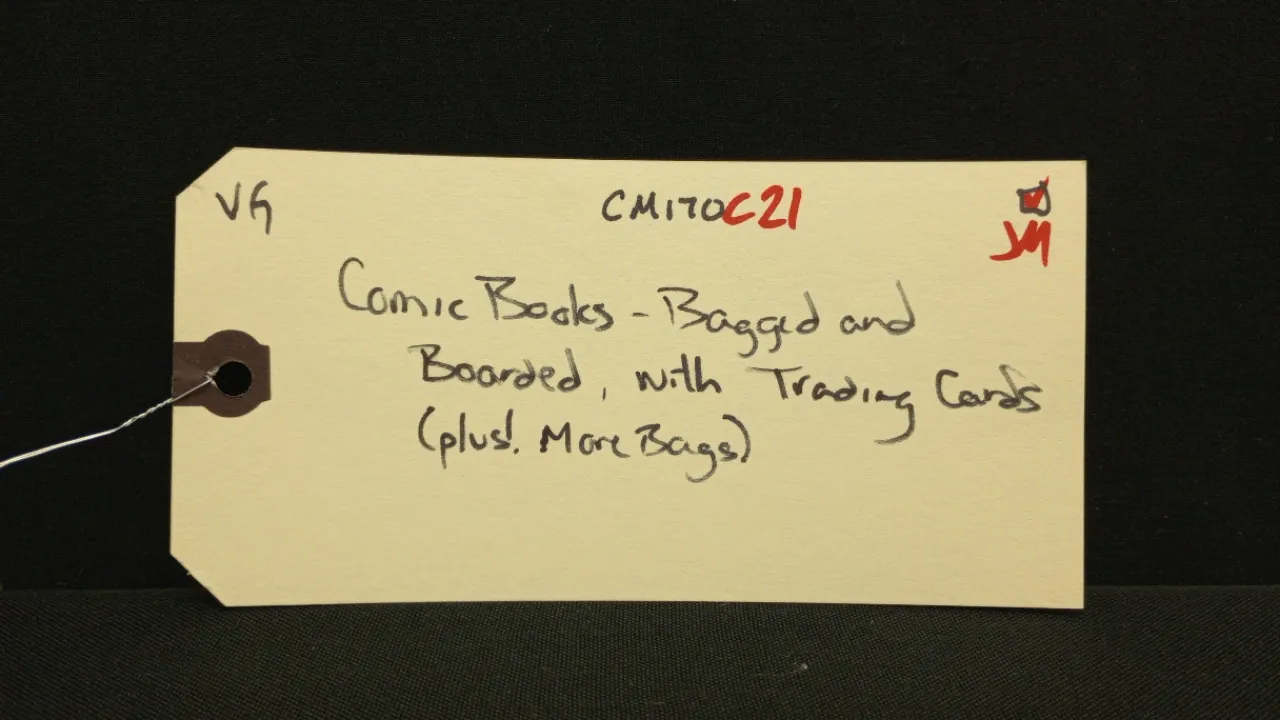 VG CM170C21
JM
Comic Books - Bagged and
Boarded, with Trading Cards
(plus! More Bags)